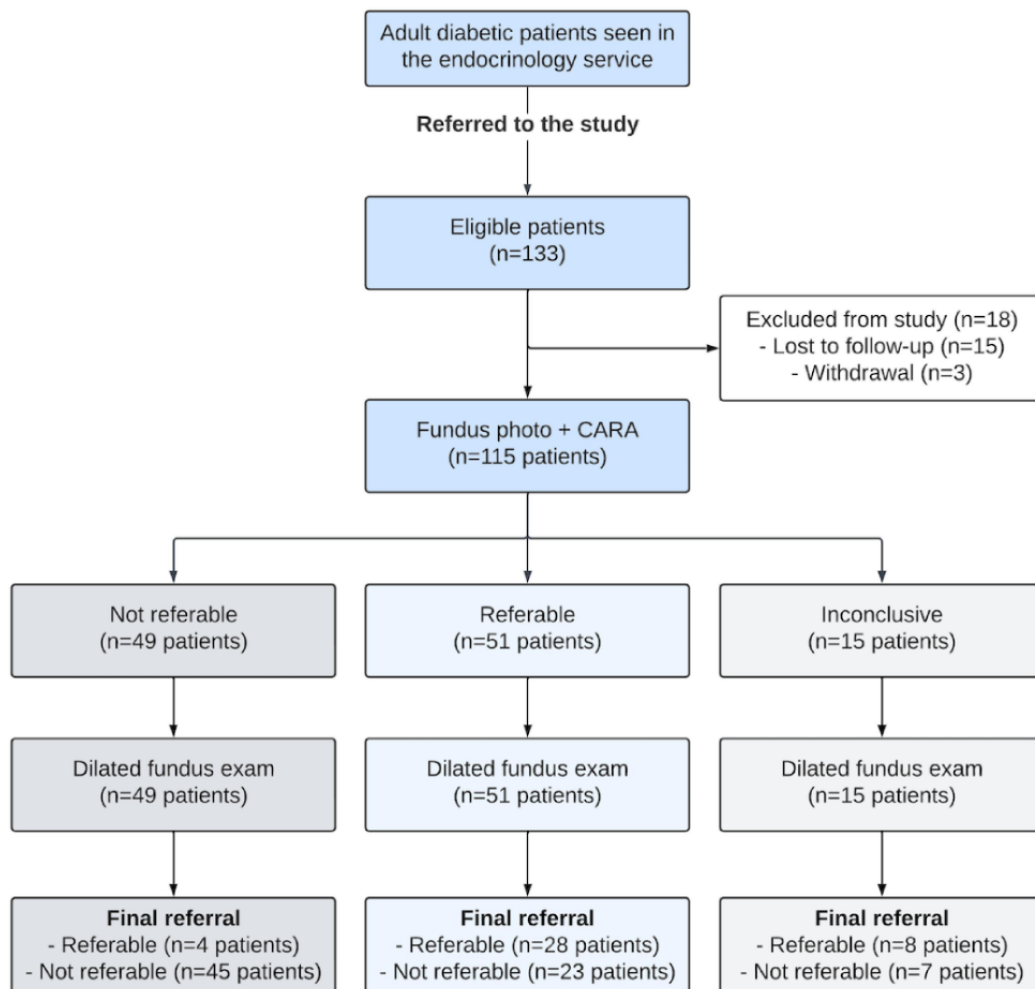 Adult diabetic patients seen in
the endocrinology service
Referred to the study
Eligible patients
(n=133)
Excluded from study (n=18)
- Lost to follow-up (n=15)
- Withdrawal (n=3)
Fundus photo + CARA
(n=115 patients)
Not referable
(n=49 patients)
Referable
(n=51 patients)
Inconclusive
(n=15 patients)
Dilated fundus exam
(n=49 patients)
Dilated fundus exam
(n=51 patients)
Dilated fundus exam
(n=15 patients)
Final referral
- Referable (n=4 patients)
- Not referable (n=45 patients)
Final referral
- Referable (n=28 patients)
- Not referable (n=23 patients)
Final referral
- Referable (n=8 patients)
- Not referable (n=7 patients)